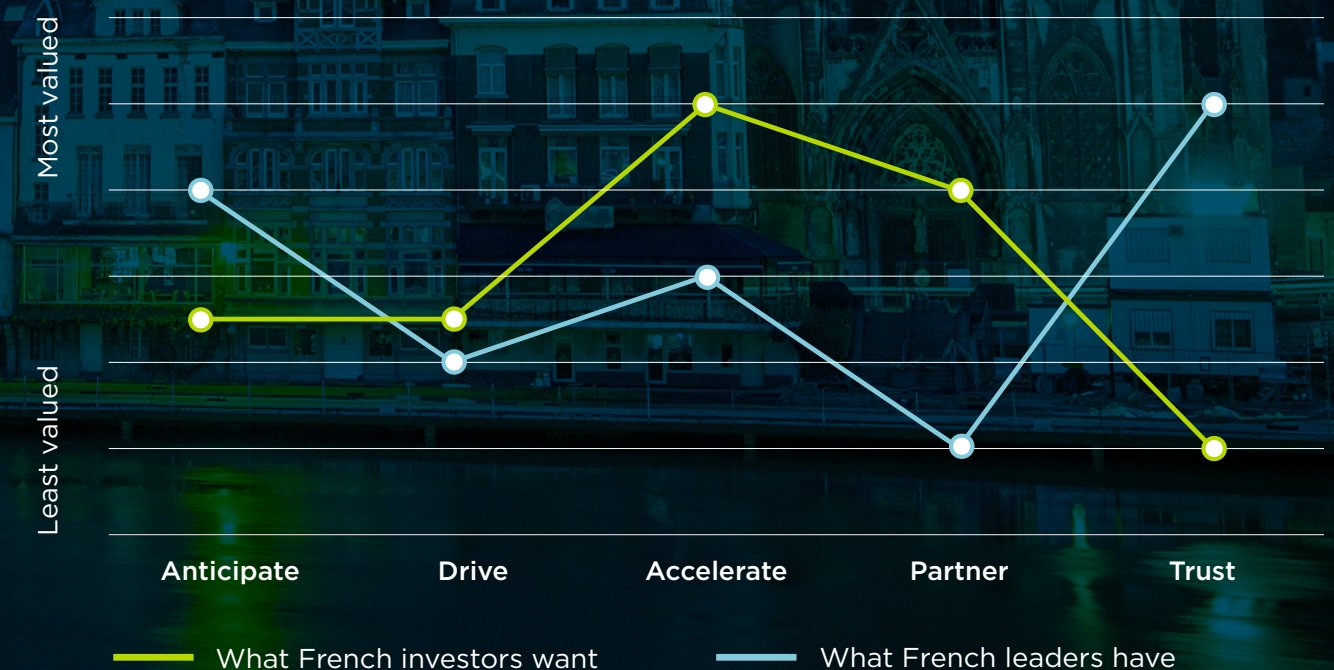 Most valued
Least valued
Anticipate Drive Accelerate Partner Trust
What French investors want What French leaders have